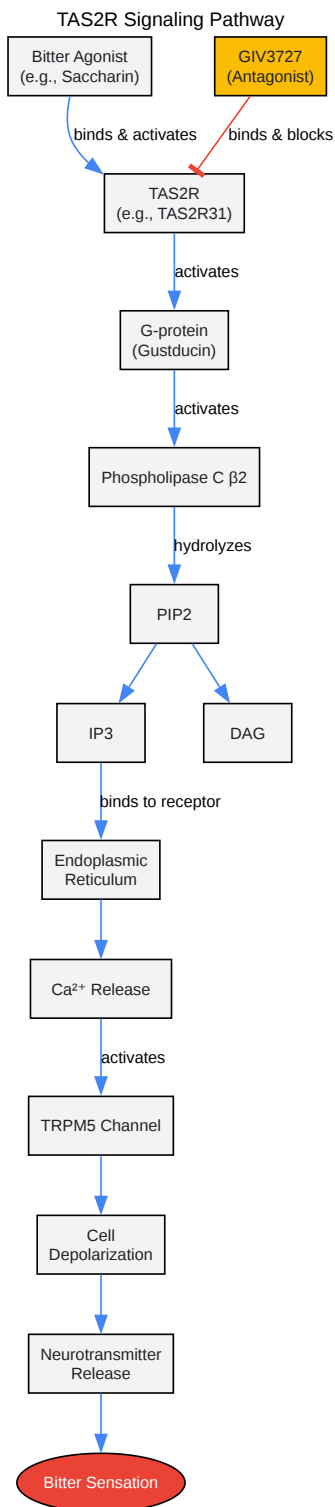 TAS2R Signaling Pathway
Bitter Agonist
(e.g., Saccharin)
GIV3727
(Antagonist)
binds & activates
binds & blocks
TAS2R
(e.g., TAS2R31)
activates
G-protein
(Gustducin)
activates
Phospholipase C β2
hydrolyzes
PIP2
IP3
DAG
binds to receptor
Endoplasmic
Reticulum
Ca²⁺ Release
activates
TRPM5 Channel
Cell
Depolarization
Neurotransmitter
Release
Bitter Sensation